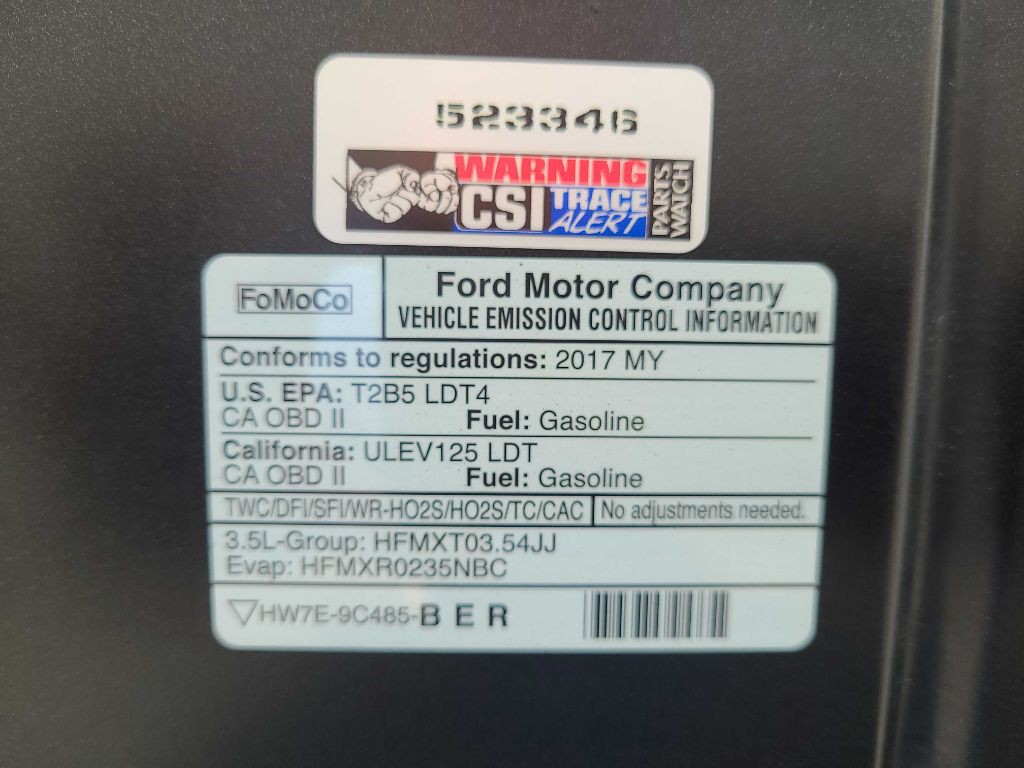 523346
WARNING
CSI TRACE
ALERT
PARTS
WATCH
FoMoCo
Ford Motor Company
VEHICLE EMISSION CONTROL INFORMATION
Conforms to regulations: 2017 MY
U.S. EPA: T2B5 LDT4
CA OBD II Fuel: Gasoline
California: ULEV125 LDT
CA OBD II Fuel: Gasoline
TWC/DFI/SFI/WR-HO2S/HO2S/TC/CAC No adjustments needed.
3.5L-Group: HFMXT03.54JJ
Evap: HFMXR0235NBC
▽HW7E-9C485-B E R